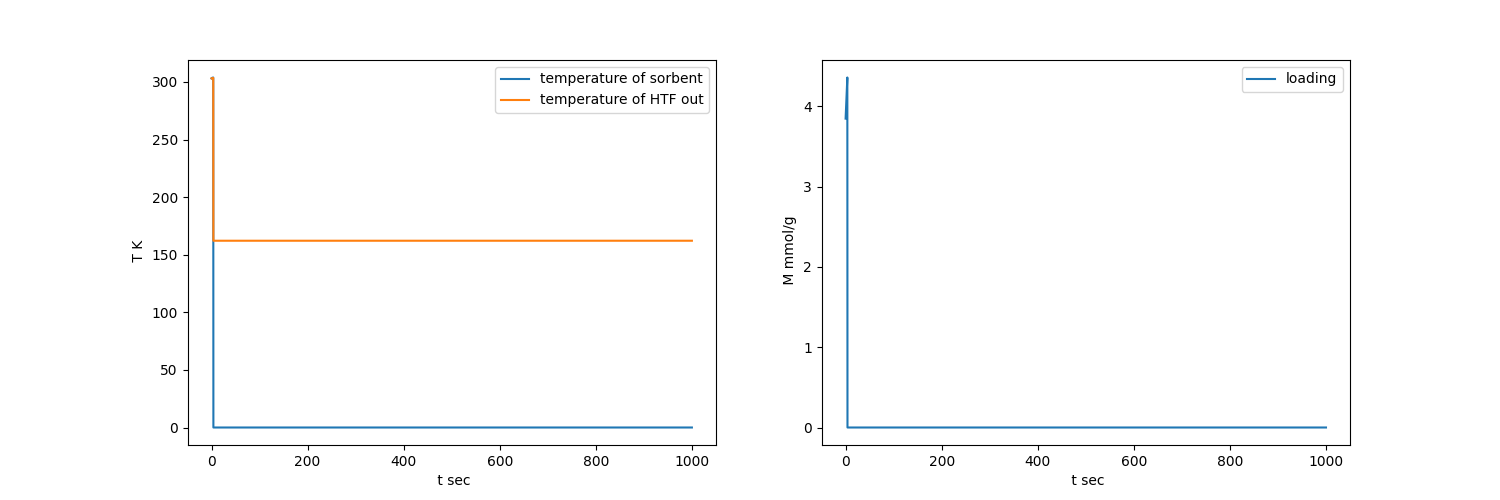 temperature of sorbent
temperature of HTF out
300
250
200
150
100
50
0
T K
0 200 400 600 800 1000
t sec
loading
4
3
2
1
0
M mmol/g
0 200 400 600 800 1000
t sec